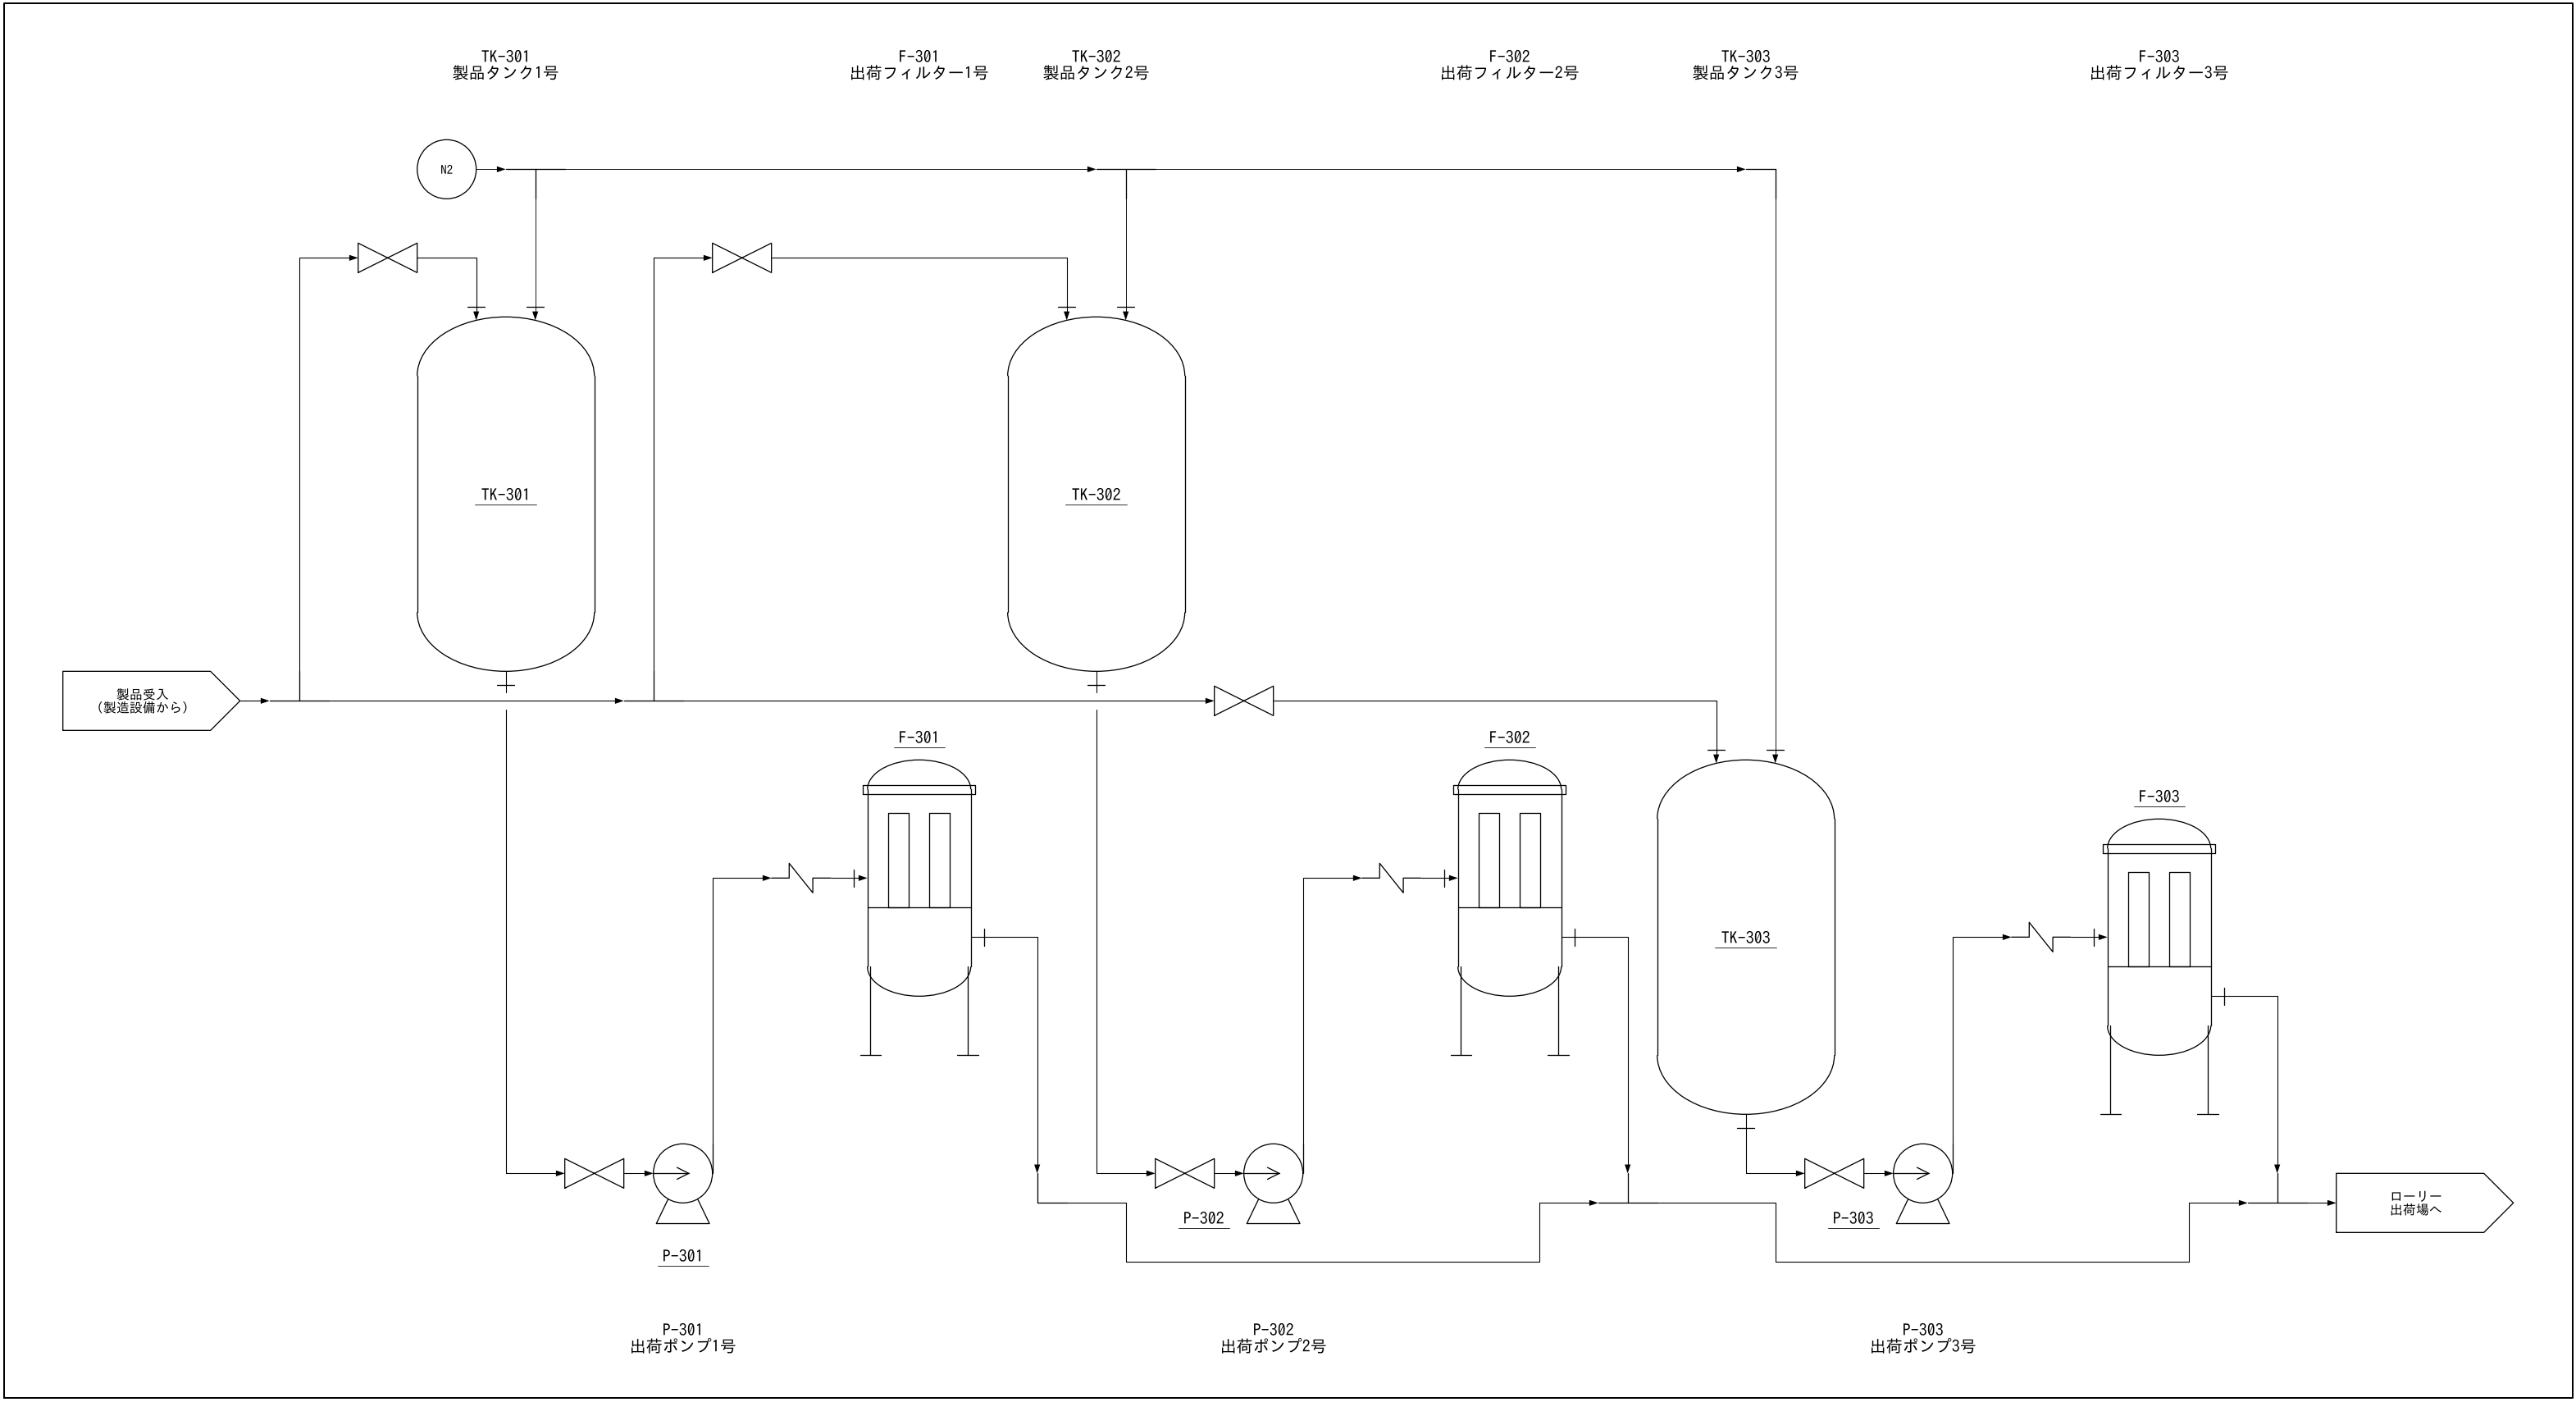 TK-301
製品タンク1号
F-301
出荷フィルター1号
TK-302
製品タンク2号
F-302
出荷フィルター2号
TK-303
製品タンク3号
F-303
出荷フィルター3号
N2
TK-301
TK-302
製品受入
(製造設備から)
F-301
F-302
F-303
TK-303
P-302
P-303
ローリー
出荷場へ
P-301
P-301
出荷ポンプ1号
P-302
出荷ポンプ2号
P-303
出荷ポンプ3号